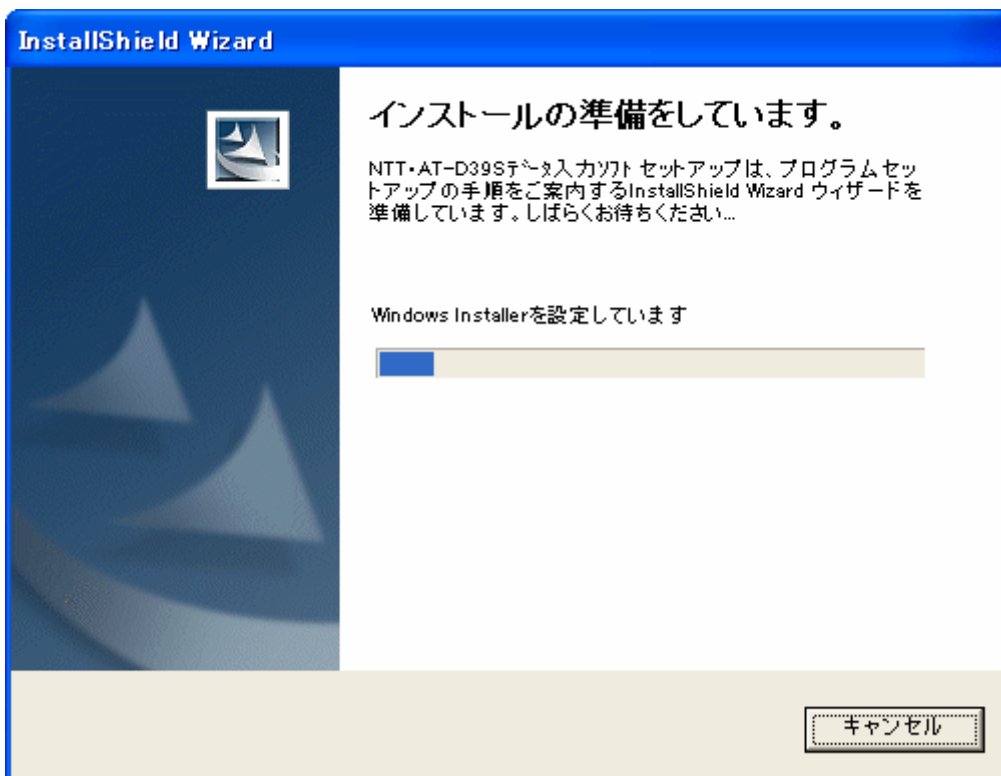 InstallShield Wizard
インストールの準備をしています。
NTT・AT-D39Sﾃﾞｰﾀ入力ｿﾌﾄ セットアップは、プログラムセッ
トアップの手順をご案内するInstallShield Wizard ウィザードを
準備しています。しばらくお待ちください...
Windows Installerを設定しています
キャンセル